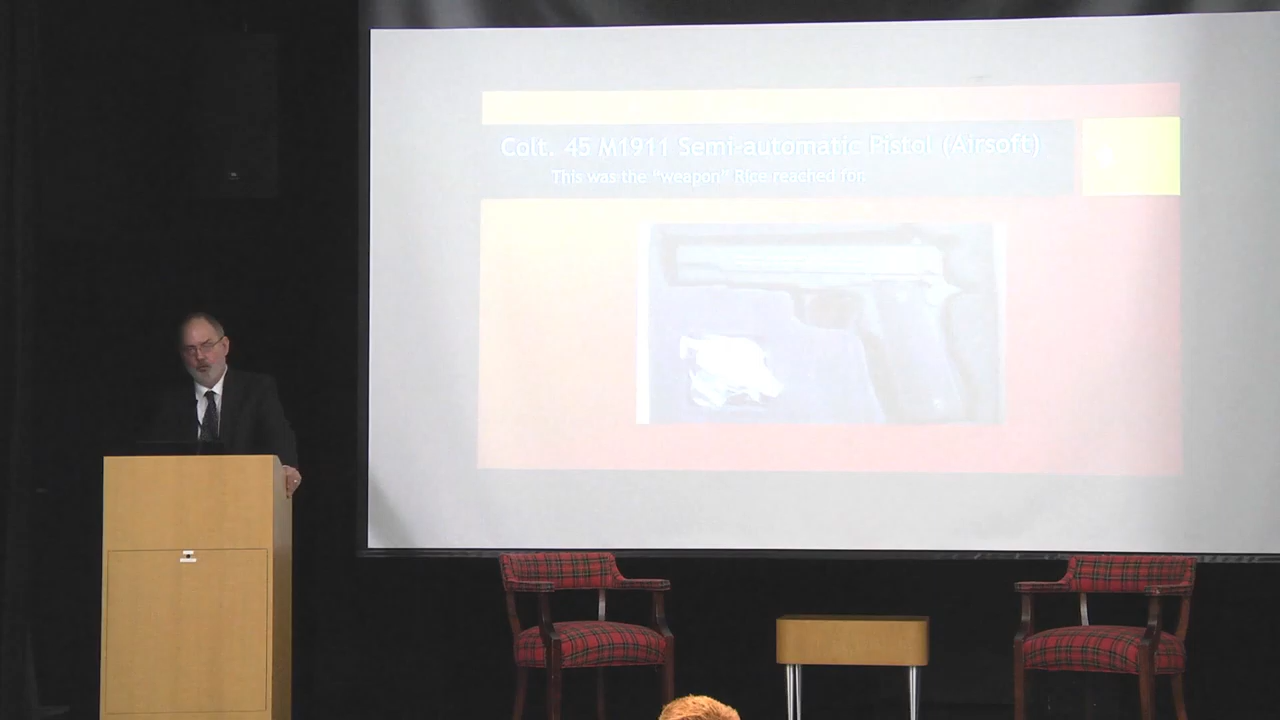 Colt. 45 M1911 Semi-automatic Pistol (Airsoft)
This was the "weapon" Rice reached for.